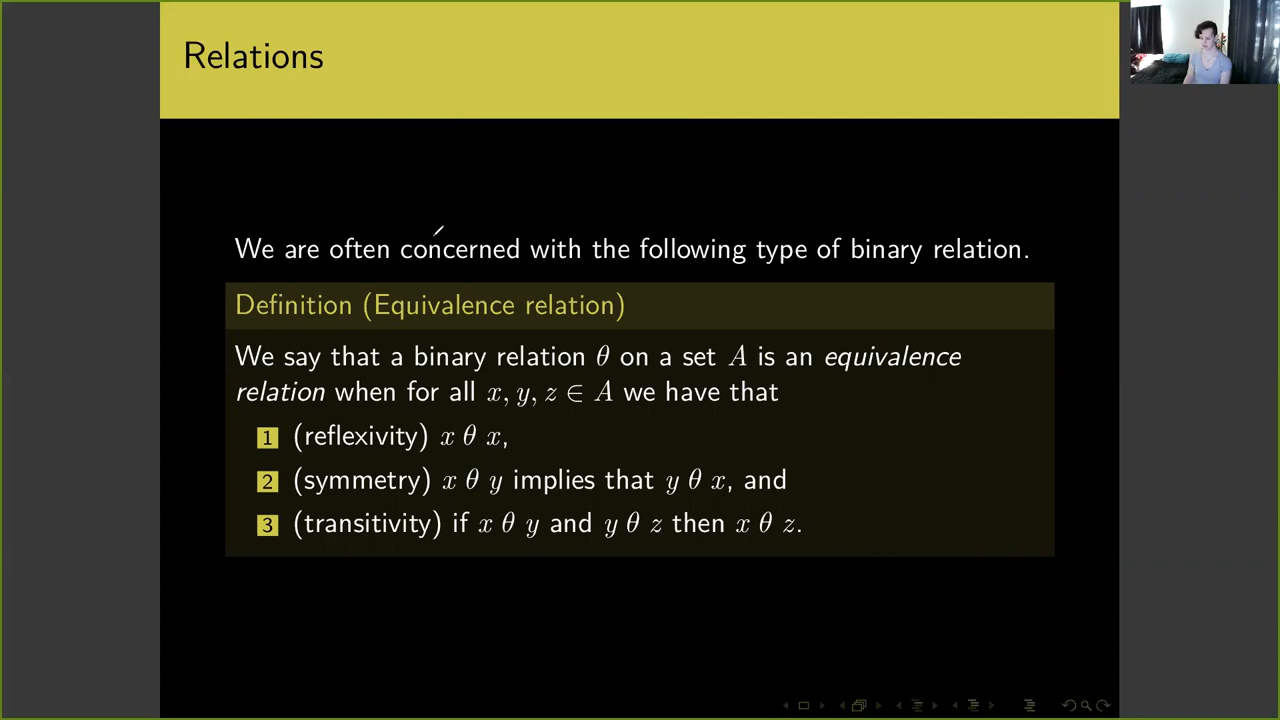 Relations
We are often concerned with the following type of binary relation.
Definition (Equivalence relation)
We say that a binary relation θ on a set A is an equivalence
relation when for all x, y, z ∈ A we have that
1 (reflexivity) x θ x,
2 (symmetry) x θ y implies that y θ x, and
3 (transitivity) if x θ y and y θ z then x θ z.